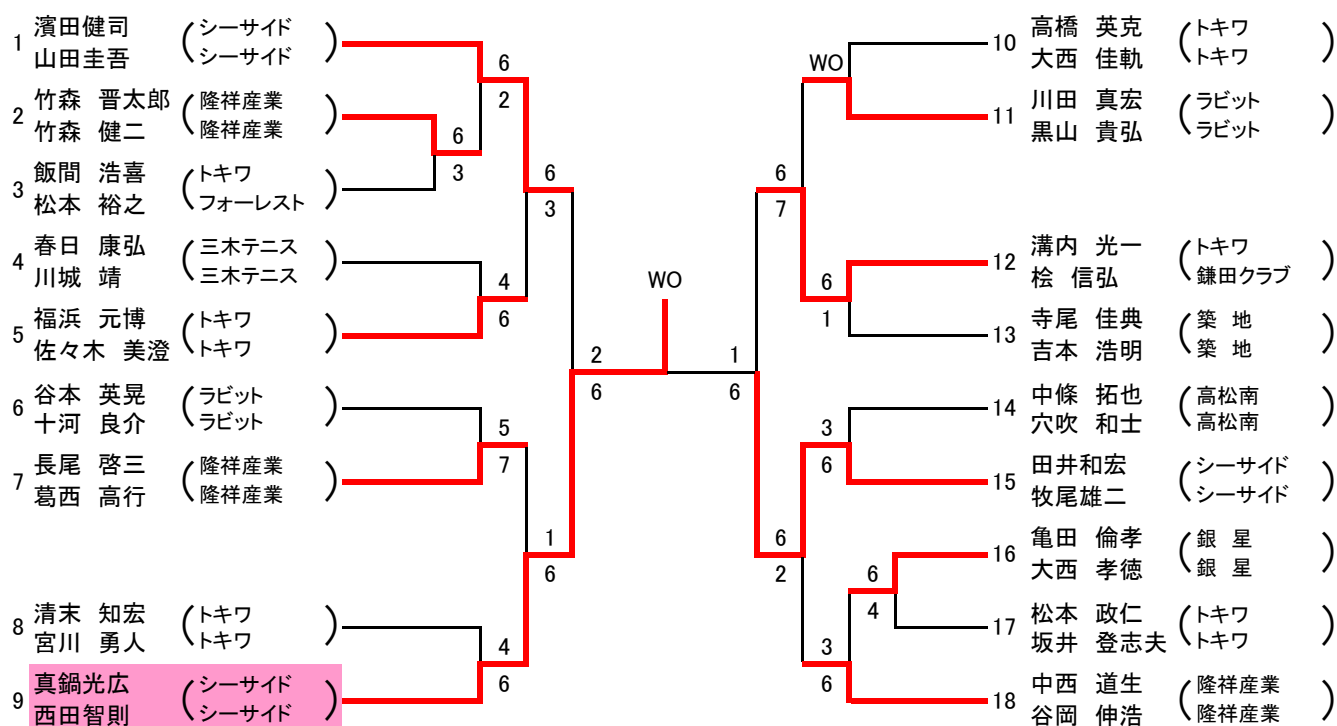 1 濱田健司 (シーサイド
山田圭吾 シーサイド)
2 竹森 晋太郎 (隆祥産業
竹森 健二 隆祥産業)
3 飯間 浩喜 (トキワ
松本 裕之 フォーレスト)
4 春日 康弘 (三木テニス
川城 靖 三木テニス)
5 福浜 元博 (トキワ
佐々木 美澄 トキワ)
6 谷本 英晃 (ラビット
十河 良介 ラビット)
7 長尾 啓三 (隆祥産業
葛西 高行 隆祥産業)
8 清末 知宏 (トキワ
宮川 勇人 トキワ)
9 真鍋光広 (シーサイド
西田智則 シーサイド)
6
2
6
3
6
3
4
6
5
7
4
6
1
6
2
6
WO
1
6
6
7
6
2
WO
6
1
3
6
3
6
6
4
10 高橋 英克 (トキワ
大西 佳軌 トキワ)
11 川田 真宏 (ラビット
黒山 貴弘 ラビット)
12 溝内 光一 (トキワ
桧 信弘 鎌田クラブ)
13 寺尾 佳典 (築 地
吉本 浩明 築 地)
14 中條 拓也 (高松南
穴吹 和士 高松南)
15 田井和宏 (シーサイド
牧尾雄二 シーサイド)
16 亀田 倫孝 (銀 星
大西 孝徳 銀 星)
17 松本 政仁 (トキワ
坂井 登志夫 トキワ)
18 中西 道生 (隆祥産業
谷岡 伸浩 隆祥産業)